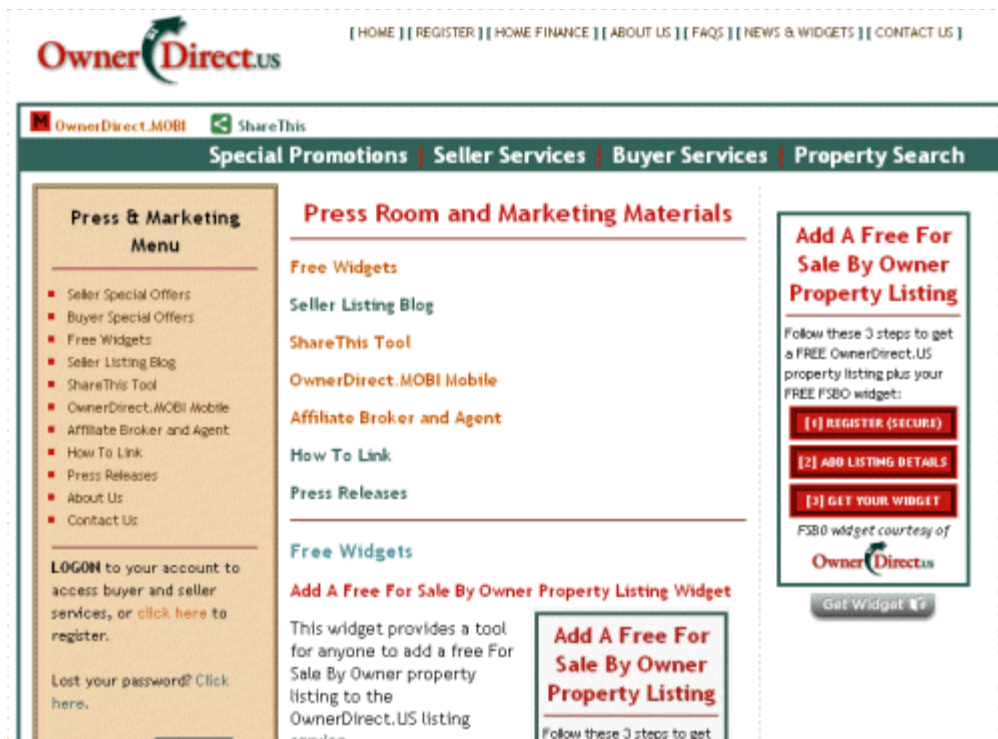 OwnerDirect.us
[ HOME ] [ REGISTER ] [ HOME FINANCE ] [ ABOUT US ] [ FAQS ] [ NEWS & WIDGETS ] [ CONTACT US ]
M OwnerDirect.MOBI ShareThis
Special Promotions | Seller Services | Buyer Services | Property Search
Press & Marketing
Menu
Seller Special Offers
Buyer Special Offers
Free Widgets
Seller Listing Blog
ShareThis Tool
OwnerDirect.MOBI Mobile
Affiliate Broker and Agent
How To Link
Press Releases
About Us
Contact Us
LOGON to your account to
access buyer and seller
services, or click here to
register.
Lost your password? Click
here.
Press Room and Marketing Materials
Free Widgets
Seller Listing Blog
ShareThis Tool
OwnerDirect.MOBI Mobile
Affiliate Broker and Agent
How To Link
Press Releases
Free Widgets
Add A Free For Sale By Owner Property Listing Widget
This widget provides a tool
for anyone to add a free For
Sale By Owner property
listing to the
OwnerDirect.US listing
Add A Free For
Sale By Owner
Property Listing
Follow these 3 steps to get
Add A Free For
Sale By Owner
Property Listing
Follow these 3 steps to get
a FREE OwnerDirect.US
property listing plus your
FREE FSBO widget:
[1] REGISTER (SECURE)
[2] ADD LISTING DETAILS
[3] GET YOUR WIDGET
FSBO widget courtesy of
OwnerDirect.us
Get Widget